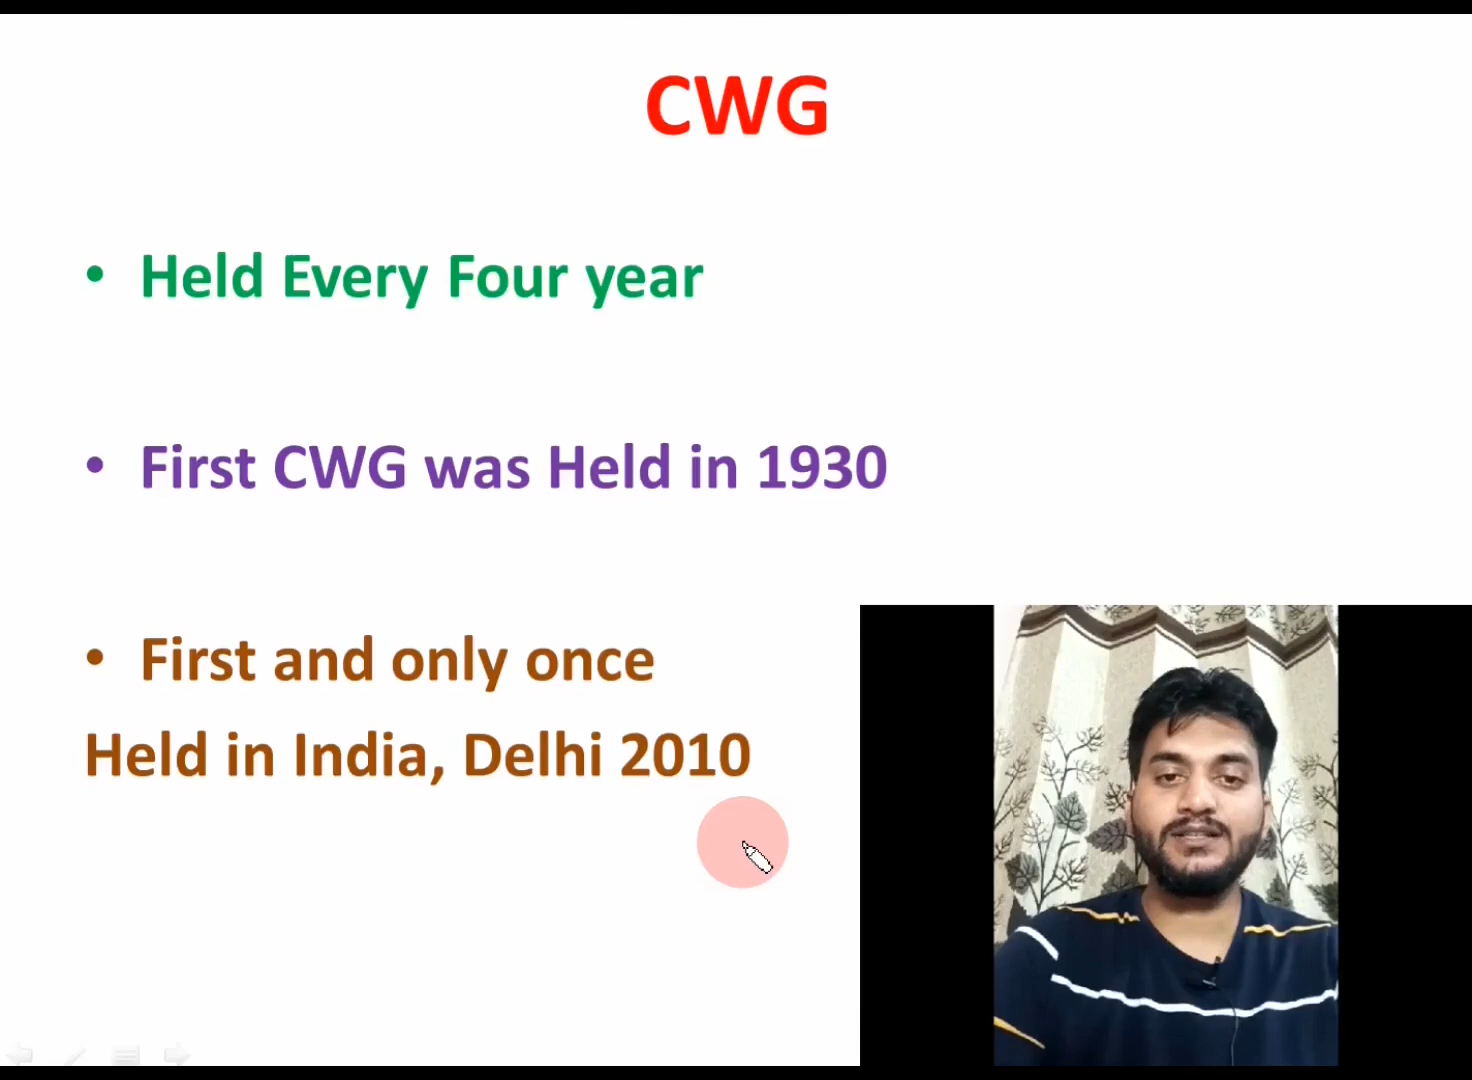 CWG
• Held Every Four year
• First CWG was Held in 1930
• First and only once
Held in India, Delhi 2010